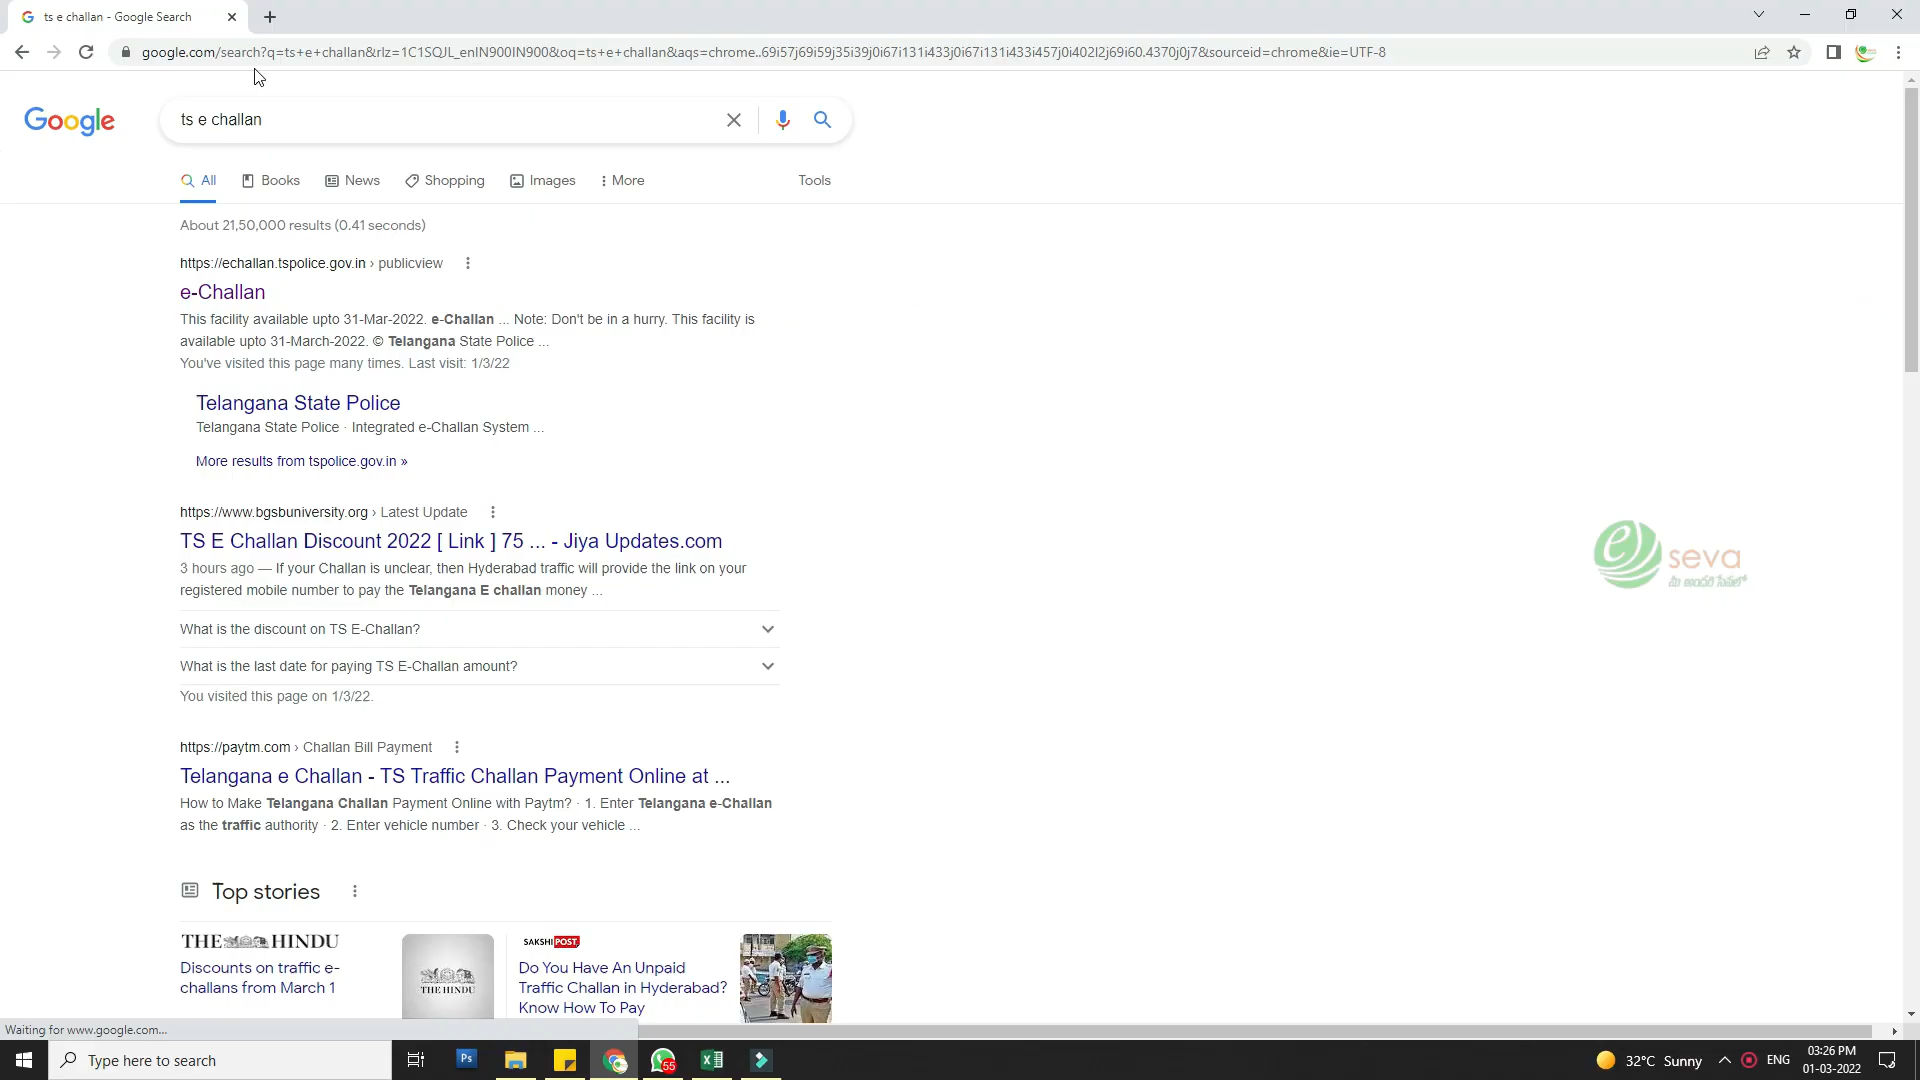 ts e challan - Google Search
google.com/search?q=ts+e+challan&rlz=1C1SQJL_enIN900IN900&oq=ts+e+challan&aqs=chrome..69i57j69i59j35i39j0i67i131i433j0i67i131i433i457j0i402l2j69i60.4370j0j7&sourceid=chrome&ie=UTF-8
Google
ts e challan
All Books News Shopping Images More Tools
About 21,50,000 results (0.41 seconds)
https://echallan.tspolice.gov.in › publicview
e-Challan
This facility available upto 31-Mar-2022. e-Challan ... Note: Don't be in a hurry. This facility is
available upto 31-March-2022. © Telangana State Police ...
You've visited this page many times. Last visit: 1/3/22
Telangana State Police
Telangana State Police · Integrated e-Challan System ...
More results from tspolice.gov.in »
https://www.bgsbuniversity.org › Latest Update
TS E Challan Discount 2022 [ Link ] 75 ... - Jiya Updates.com
3 hours ago — If your Challan is unclear, then Hyderabad traffic will provide the link on your
registered mobile number to pay the Telangana E challan money ...
What is the discount on TS E-Challan?
What is the last date for paying TS E-Challan amount?
You visited this page on 1/3/22.
https://paytm.com › Challan Bill Payment
Telangana e Challan - TS Traffic Challan Payment Online at ...
How to Make Telangana Challan Payment Online with Paytm? · 1. Enter Telangana e-Challan
as the traffic authority · 2. Enter vehicle number · 3. Check your vehicle ...
Top stories
THE HINDU
Discounts on traffic e-
challans from March 1
THE HINDU
SAKSHI POST
Do You Have An Unpaid
Traffic Challan in Hyderabad?
Know How To Pay
e seva
మీ అందరి సేవలో
Waiting for www.google.com...
Type here to search
Ps
55
32°C Sunny
ENG
03:26 PM
01-03-2022